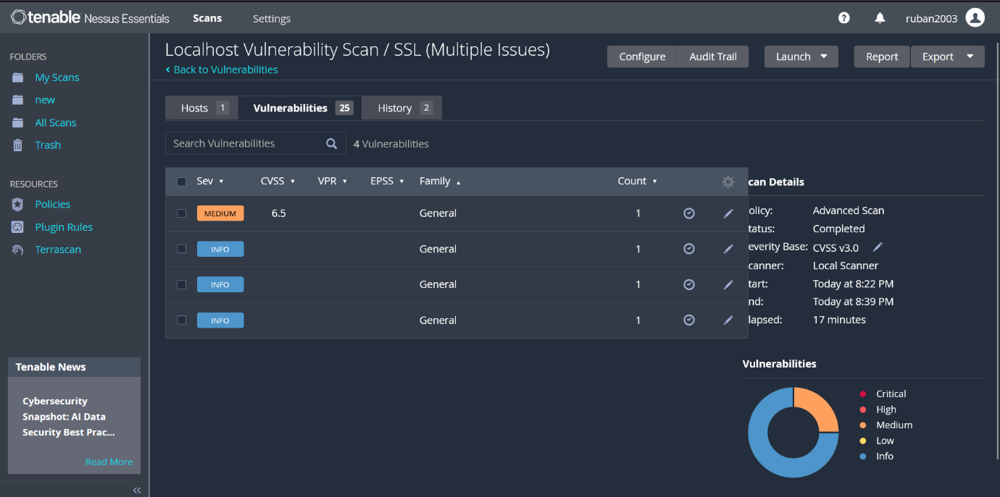 tenable Nessus Essentials Scans Settings ruban2003
FOLDERS
My Scans
new
All Scans
Trash
RESOURCES
Policies
Plugin Rules
Terrascan
Tenable News
Cybersecurity
Snapshot: AI Data
Security Best Prac...
Read More
Localhost Vulnerability Scan / SSL (Multiple Issues)
Back to Vulnerabilities
Configure Audit Trail Launch Report Export
Hosts 1 Vulnerabilities 25 History 2
Search Vulnerabilities 4 Vulnerabilities
Sev CVSS VPR EPSS Family Count
MEDIUM 6.5 General 1
INFO General 1
INFO General 1
INFO General 1
can Details
olicy: Advanced Scan
tatus: Completed
everity Base: CVSS v3.0
canner: Local Scanner
tart: Today at 8:22 PM
nd: Today at 8:39 PM
lapsed: 17 minutes
Vulnerabilities
Critical
High
Medium
Low
Info